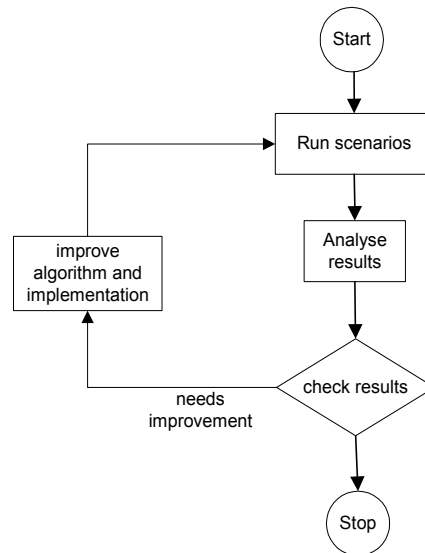 Start
Run scenarios
Analyse
results
improve
algorithm and
implementation
check results
needs
improvement
Stop